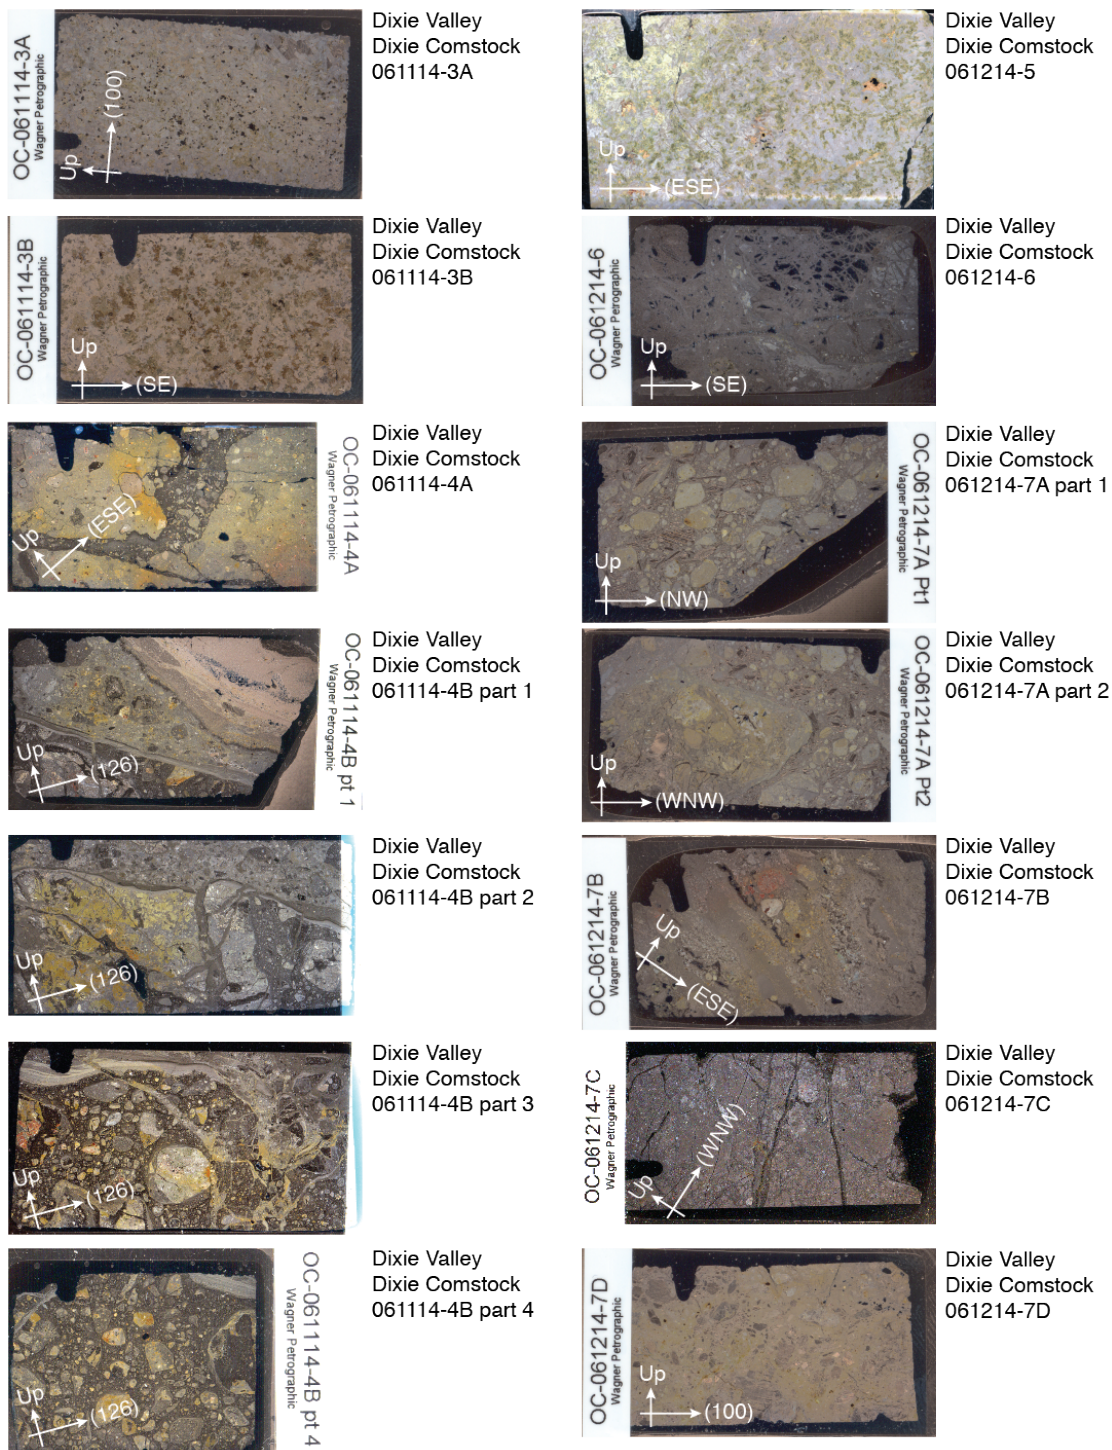 OC-061114-3A
Wagner Petrographic
Up
(100)
Dixie Valley
Dixie Comstock
061114-3A
OC-061114-3B
Wagner Petrographic
Up
(SE)
Dixie Valley
Dixie Comstock
061114-3B
OC-061114-4A
Wagner Petrographic
Up
(ESE)
Dixie Valley
Dixie Comstock
061114-4A
OC-061114-4B pt 1
Wagner Petrographic
Up
(126)
Dixie Valley
Dixie Comstock
061114-4B part 1
Up
(126)
Dixie Valley
Dixie Comstock
061114-4B part 2
Up
(126)
Dixie Valley
Dixie Comstock
061114-4B part 3
OC-061114-4B pt 4
Wagner Petrographic
Up
(126)
Dixie Valley
Dixie Comstock
061114-4B part 4
Up
(ESE)
Dixie Valley
Dixie Comstock
061214-5
OC-061214-6
Wagner Petrographic
Up
(SE)
Dixie Valley
Dixie Comstock
061214-6
OC-061214-7A Pt1
Wagner Petrographic
Up
(NW)
Dixie Valley
Dixie Comstock
061214-7A part 1
OC-061214-7A Pt2
Wagner Petrographic
Up
(WNW)
Dixie Valley
Dixie Comstock
061214-7A part 2
OC-061214-7B
Wagner Petrographic
Up
(ESE)
Dixie Valley
Dixie Comstock
061214-7B
OC-061214-7C
Wagner Petrographic
Up
(WNW)
Dixie Valley
Dixie Comstock
061214-7C
OC-061214-7D
Wagner Petrographic
Up
(100)
Dixie Valley
Dixie Comstock
061214-7D